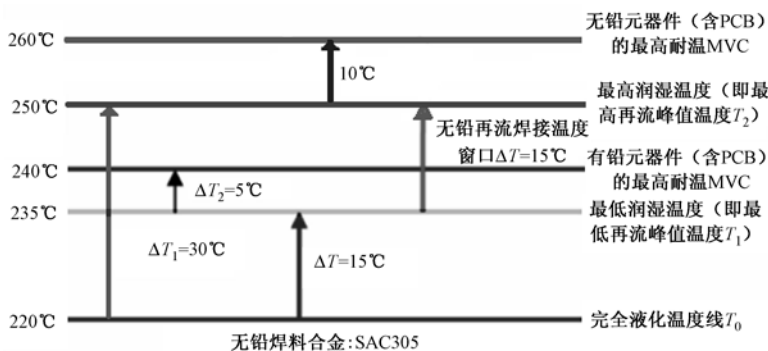 260℃
无铅元器件（含PCB）
的最高耐温MVC
10℃
250℃
最高润湿温度（即最
高再流峰值温度T₂）
无铅再流焊接温度
窗口ΔT=15℃
240℃
有铅元器件（含PCB）
的最高耐温MVC
ΔT₂=5℃
235℃
最低润湿温度（即最
低再流峰值温度T₁）
ΔT₁=30℃
ΔT=15℃
220℃
完全液化温度线T₀
无铅焊料合金:SAC305